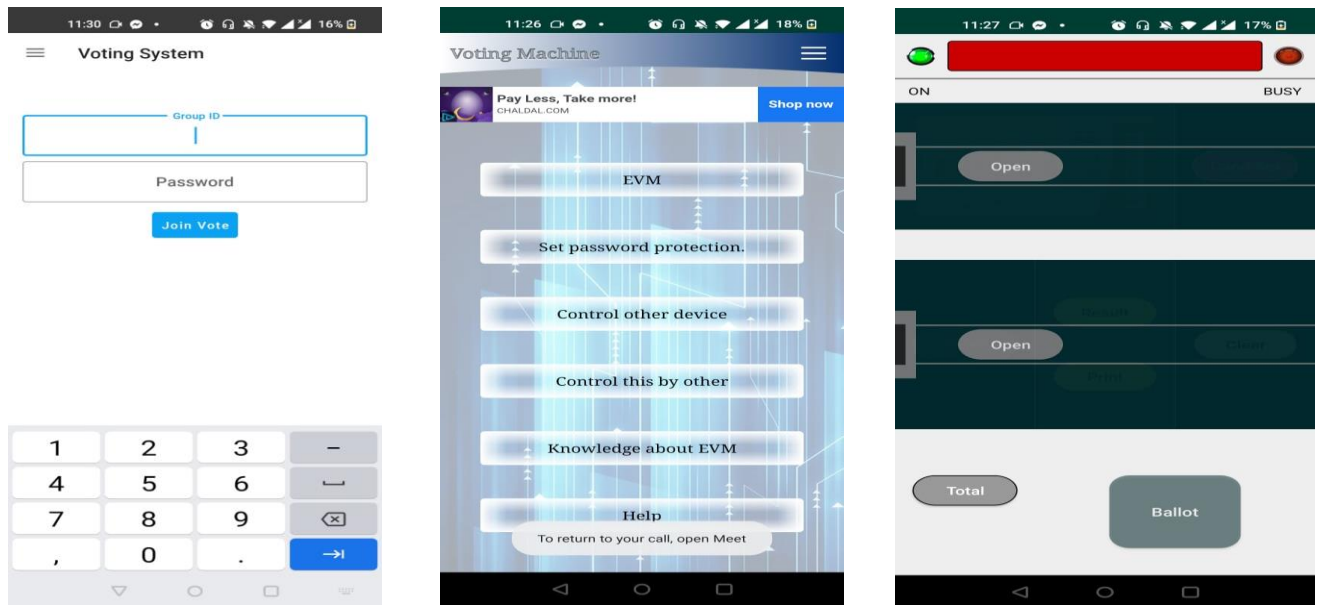 11:30 16%
Voting System
Group ID
Password
Join Vote
1 2 3 -
4 5 6
7 8 9
, 0 .
11:26 18%
Voting Machine
Pay Less, Take more!
CHALDAL.COM
Shop now
EVM
Set password protection.
Control other device
Control this by other
Knowledge about EVM
Help
To return to your call, open Meet
11:27 17%
ON BUSY
Open
Result
Open Close
Print
Total
Ballot